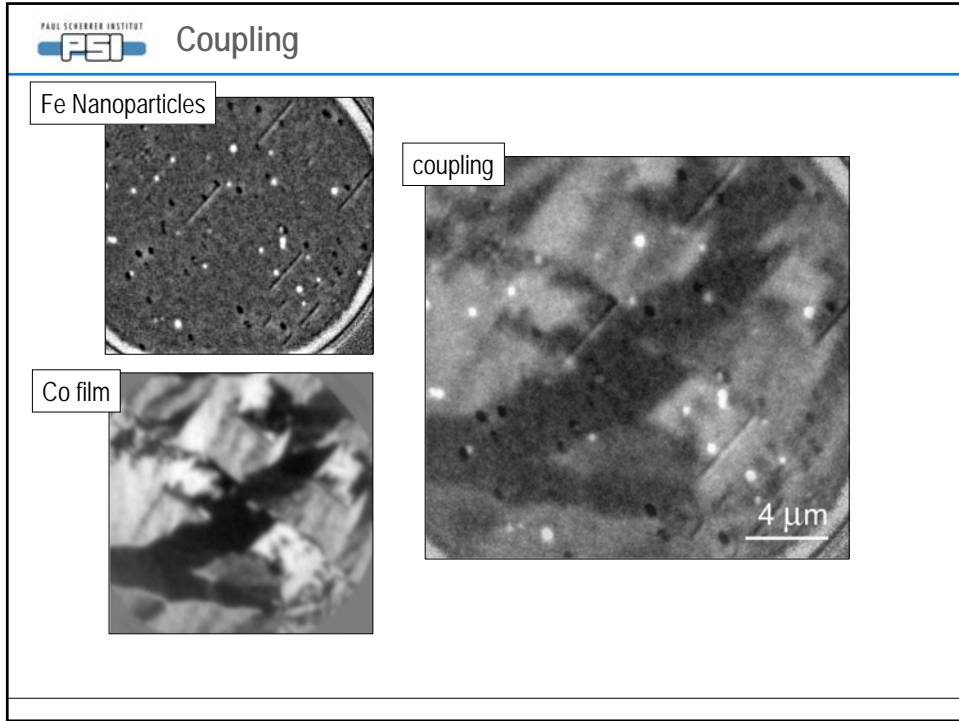 PAUL SCHERRER INSTITUT
PSI
Coupling
Fe Nanoparticles
coupling
Co film
4 µm